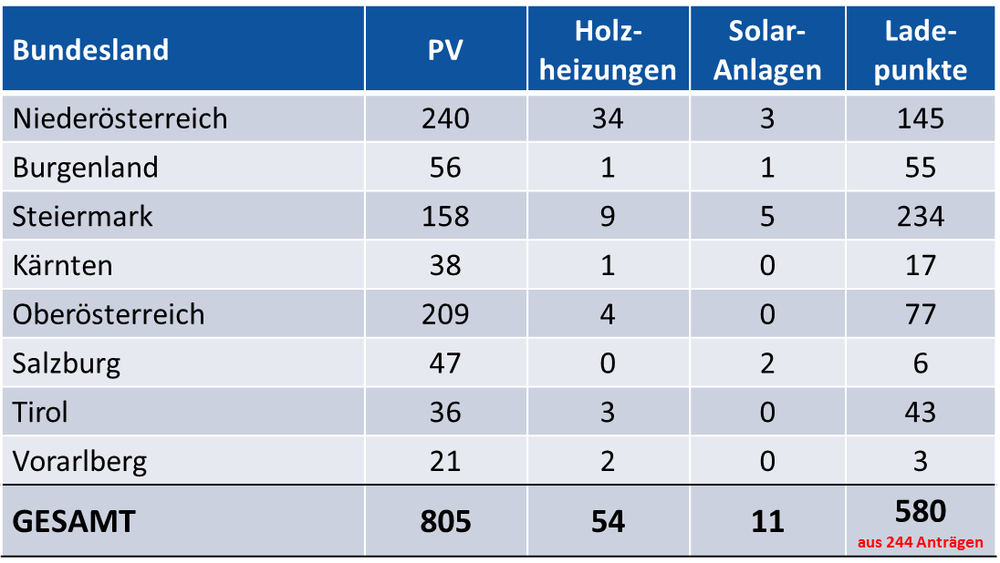 Bundesland PV Holz- Solar- Lade-
heizungen Anlagen punkte
Niederösterreich 240 34 3 145
Burgenland 56 1 1 55
Steiermark 158 9 5 234
Kärnten 38 1 0 17
Oberösterreich 209 4 0 77
Salzburg 47 0 2 6
Tirol 36 3 0 43
Vorarlberg 21 2 0 3
GESAMT 805 54 11 580
aus 244 Anträgen